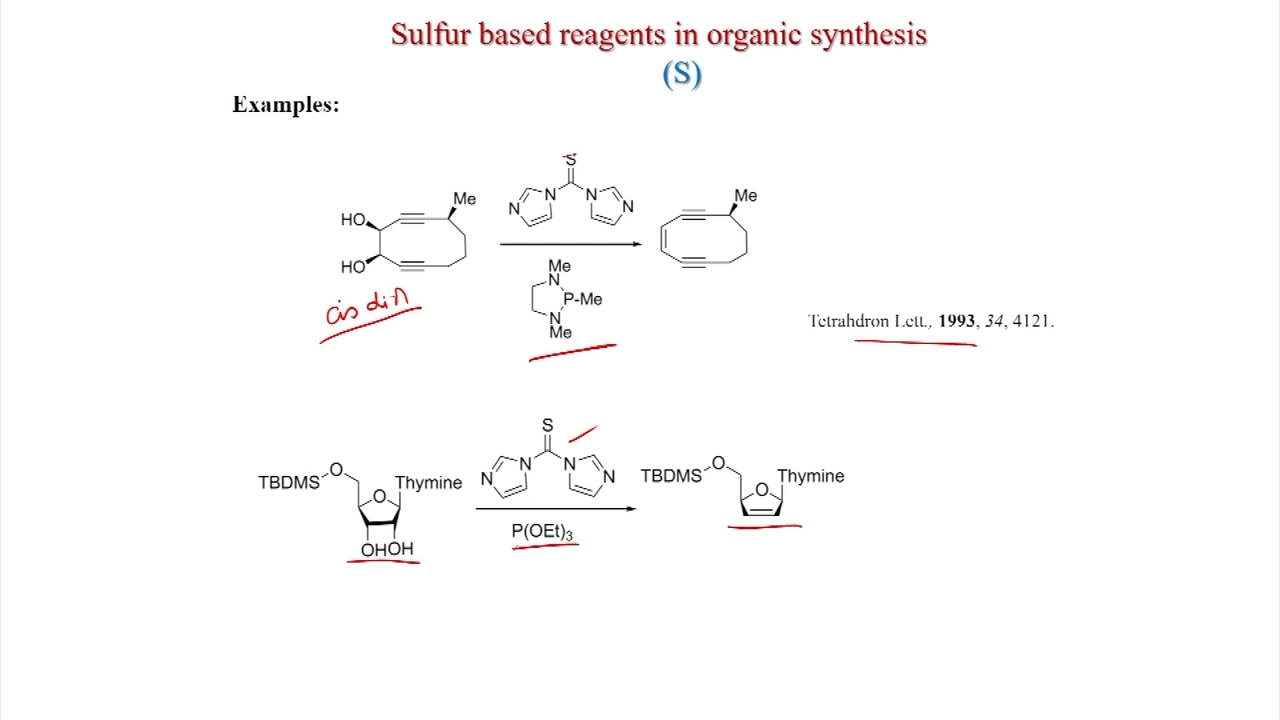 Sulfur based reagents in organic synthesis
(S)
Examples:
S
Me
HO
N
N
N
N
Me
HO
Me
N
P-Me
N
Me
cis di-n
Tetrahdron Lett., 1993, 34, 4121.
S
TBDMS O
O
Thymine
N
N
N
N
TBDMS O
O
Thymine
P(OEt)3
OHOH